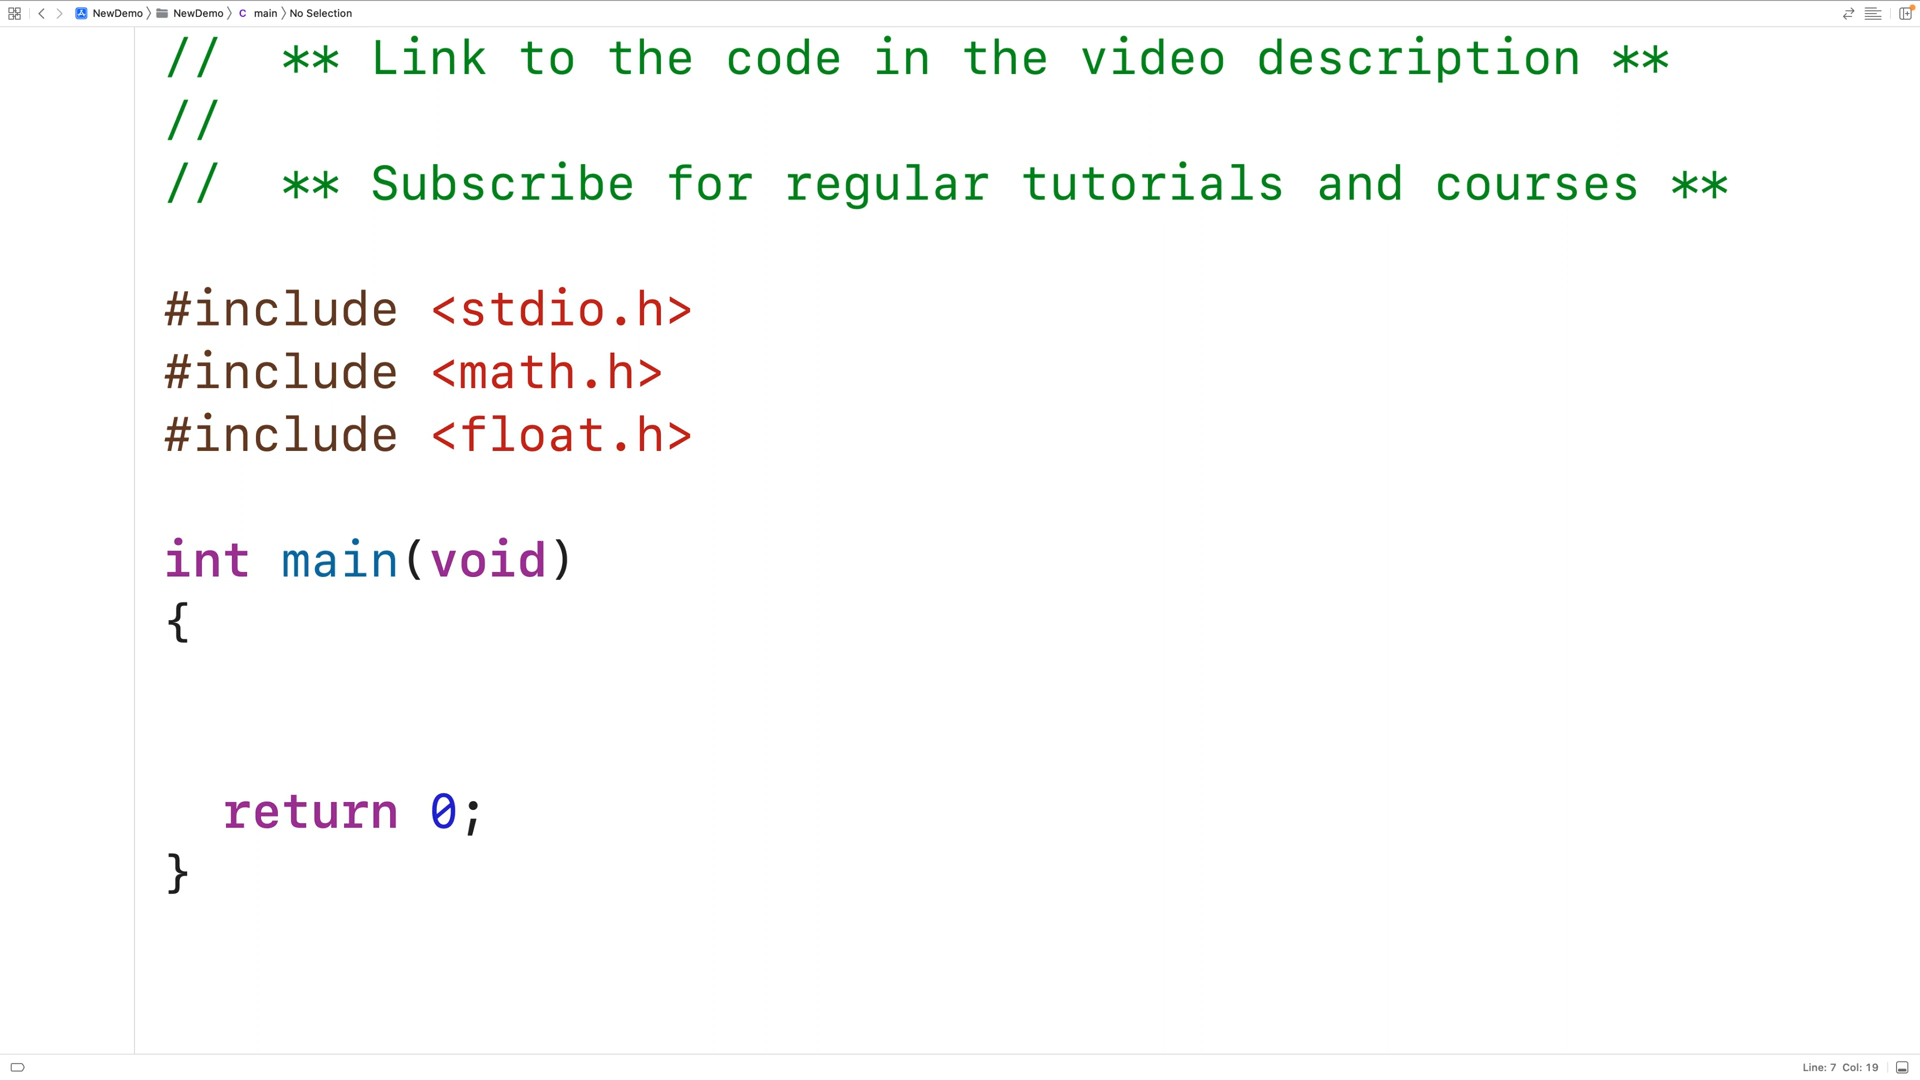 NewDemo NewDemo C main No Selection
// ** Link to the code in the video description **
//
// ** Subscribe for regular tutorials and courses **
#include <stdio.h>
#include <math.h>
#include <float.h>
int main(void)
{
return 0;
}
Line: 7 Col: 19